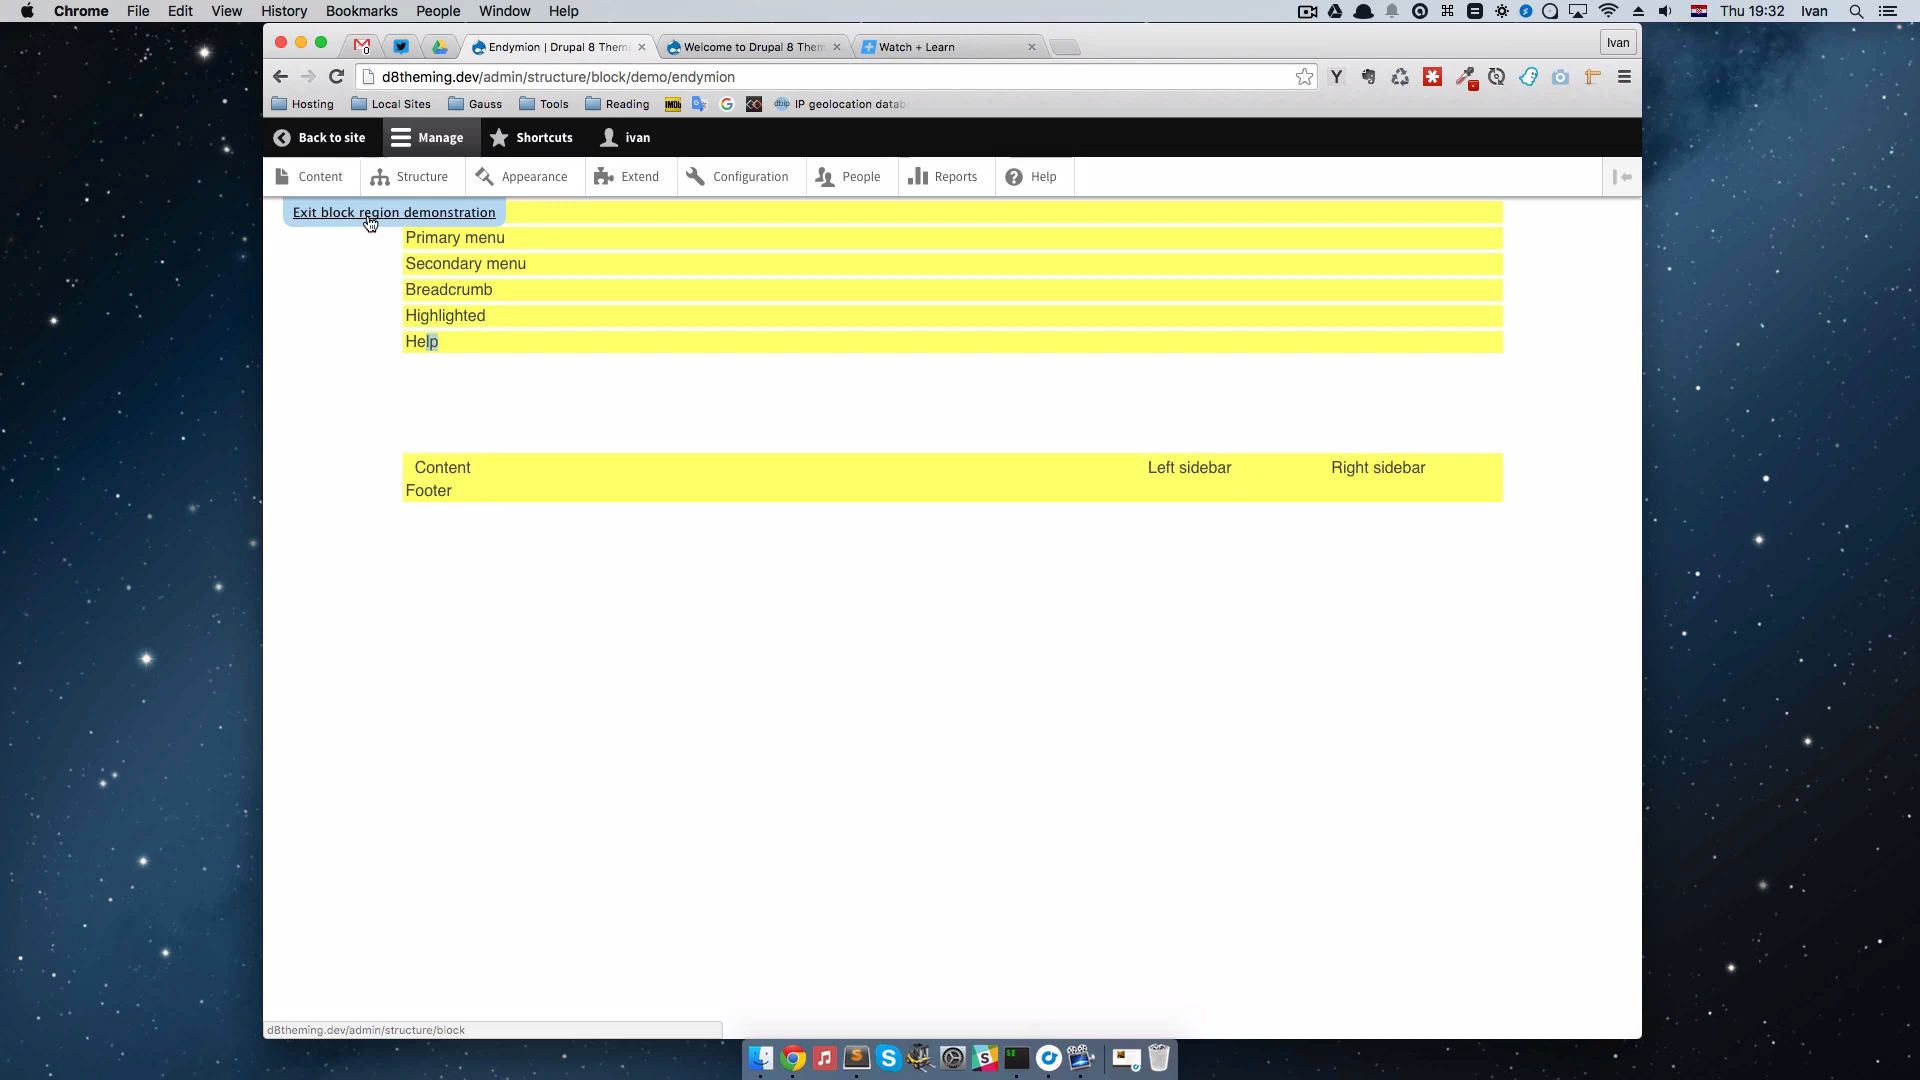 Chrome File Edit View History Bookmarks People Window Help Thu 19:32 Ivan
Endymion | Drupal 8 Them Welcome to Drupal 8 Them Watch + Learn Ivan
d8theming.dev/admin/structure/block/demo/endymion
Hosting Local Sites Gauss Tools Reading IMDb dbip IP geolocation datab
Back to site Manage Shortcuts ivan
Content Structure Appearance Extend Configuration People Reports Help
Exit block region demonstration
Primary menu
Secondary menu
Breadcrumb
Highlighted
Help
Content Left sidebar Right sidebar
Footer
d8theming.dev/admin/structure/block